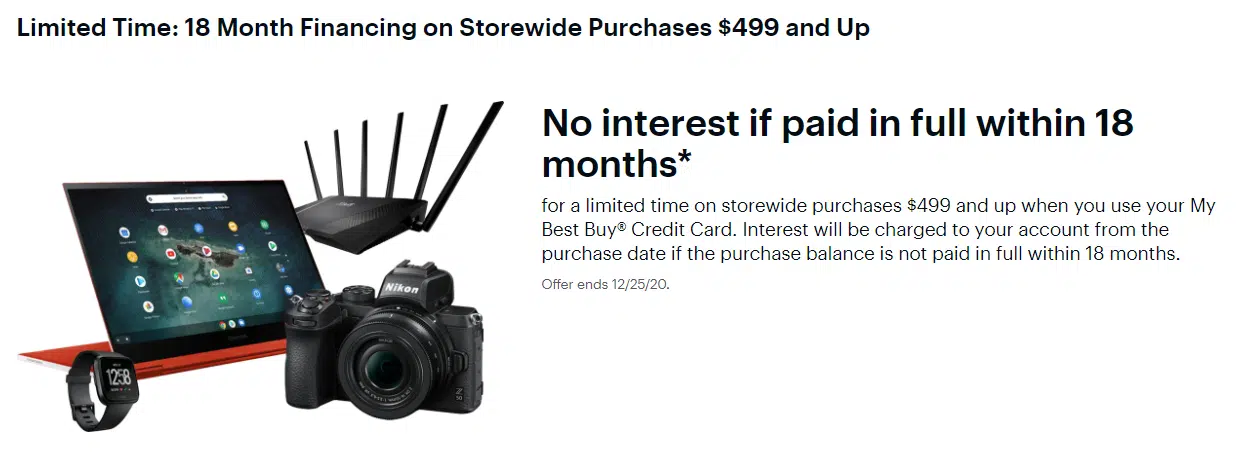 Limited Time: 18 Month Financing on Storewide Purchases $499 and Up
No interest if paid in full within 18
months*
for a limited time on storewide purchases $499 and up when you use your My
Best Buy® Credit Card. Interest will be charged to your account from the
purchase date if the purchase balance is not paid in full within 18 months.
Offer ends 12/25/20.
Nikon
12:58
Z
50